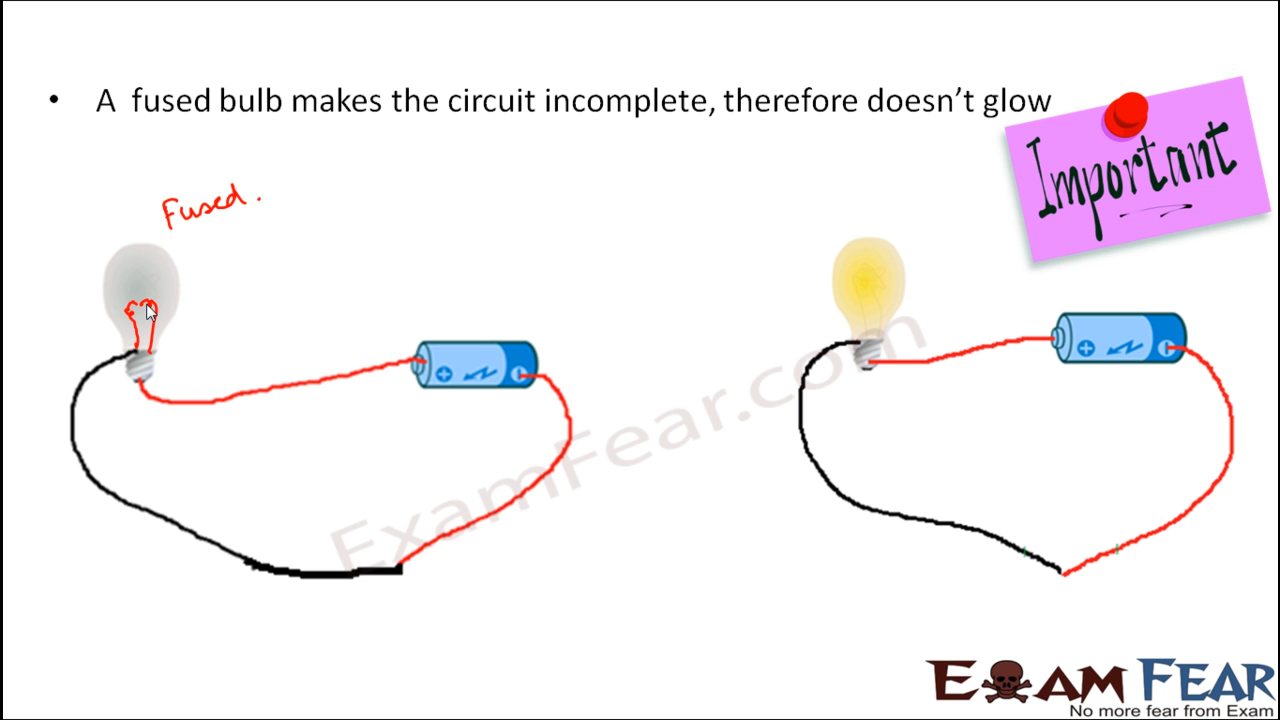 • A fused bulb makes the circuit incomplete, therefore doesn't glow
Important
Fused.
ExamFear.com
EXAM FEAR
No more fear from Exam